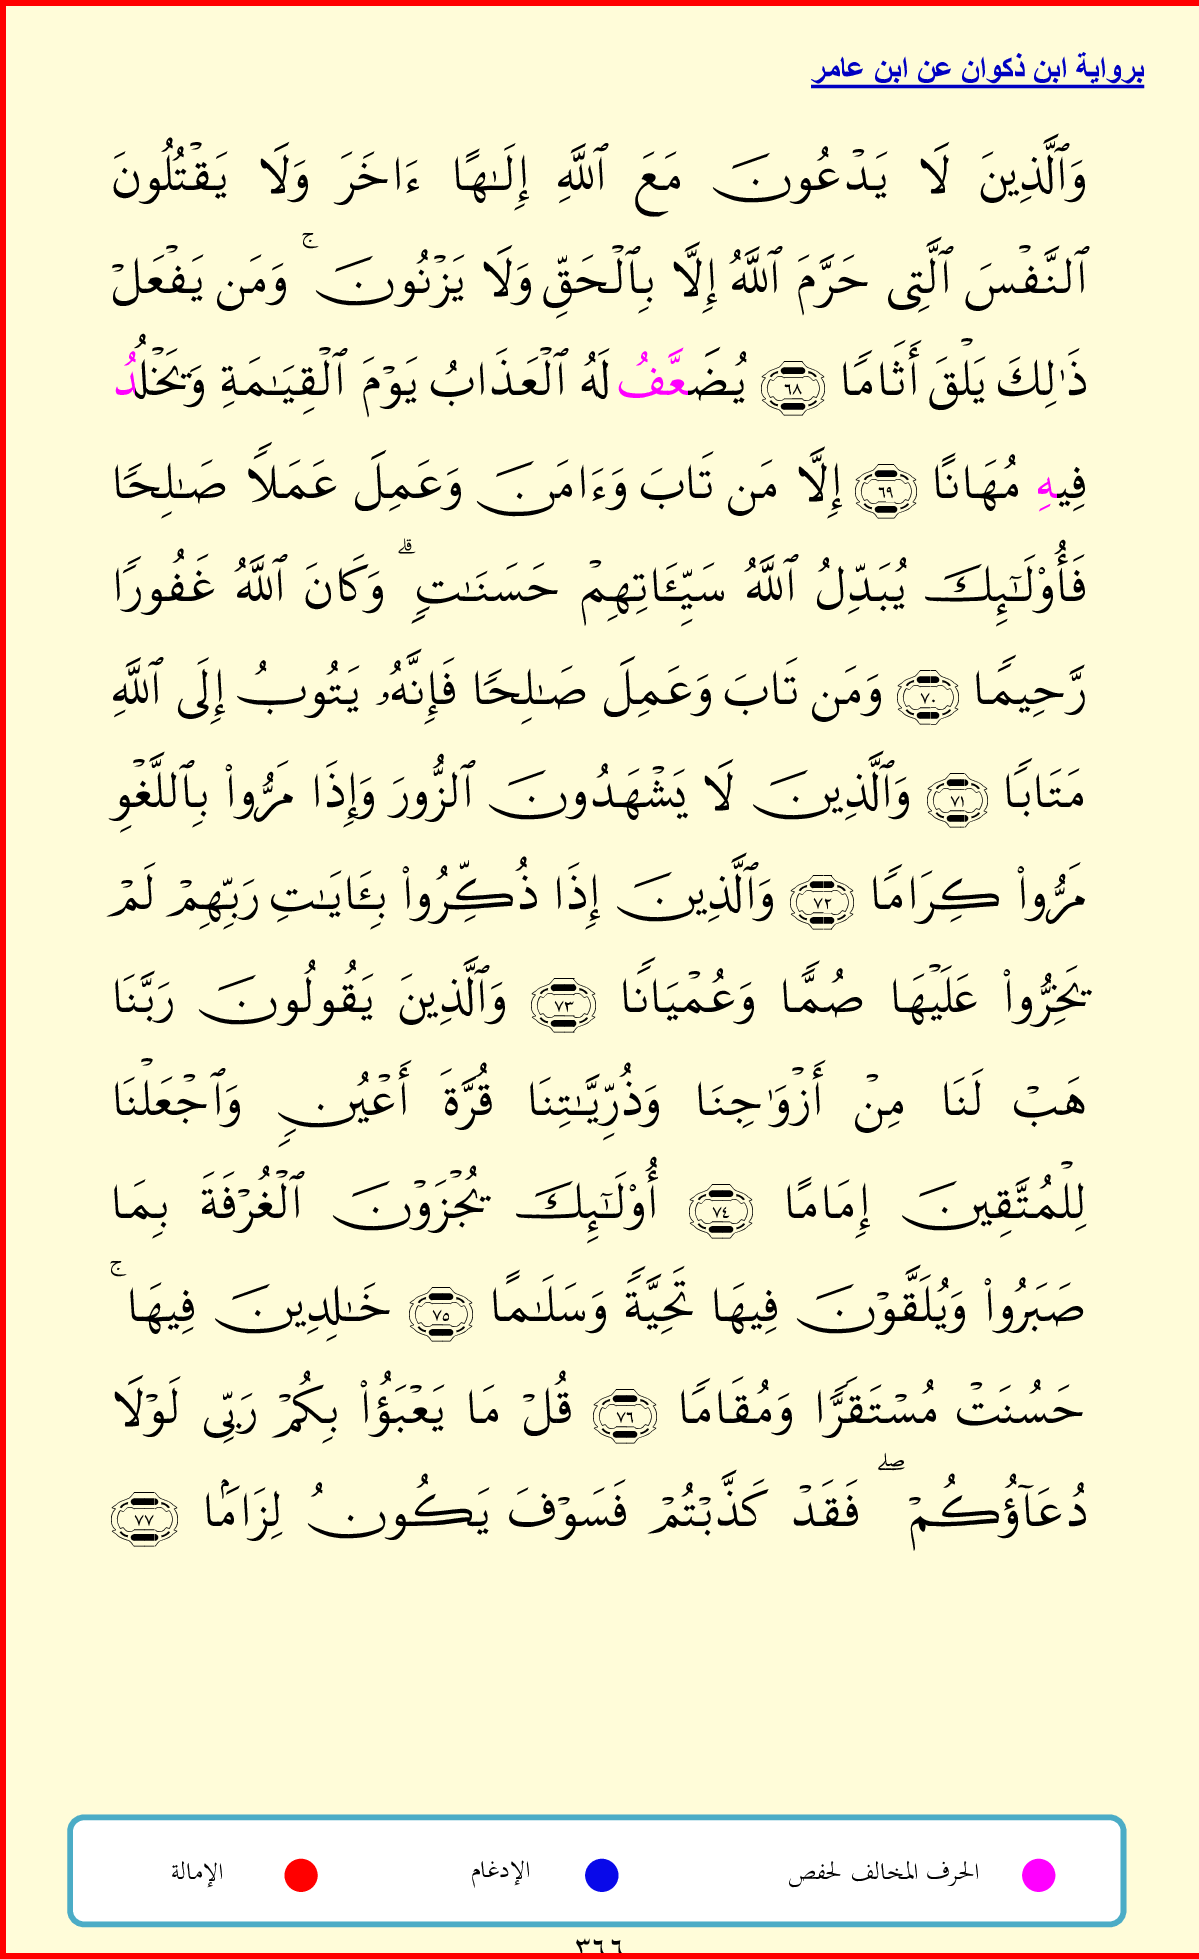 برواية ابن ذكوان عن ابن عامر
وَٱلَّذِينَ لَا يَدْعُونَ مَعَ ٱللَّهِ إِلَـٰهًا ءَاخَرَ وَلَا يَقْتُلُونَ
ٱلنَّفْسَ ٱلَّتِى حَرَّمَ ٱللَّهُ إِلَّا بِٱلْحَقِّ وَلَا يَزْنُونَ ۚ وَمَن يَفْعَلْ
ذَٰلِكَ يَلْقَ أَثَامًا ٦٨ يُضَعَّفُ لَهُ ٱلْعَذَابُ يَوْمَ ٱلْقِيَـٰمَةِ وَيَخْلُدُ
فِيهِ مُهَانًا ٦٩ إِلَّا مَن تَابَ وَءَامَنَ وَعَمِلَ عَمَلًا صَـٰلِحًا
فَأُو۟لَـٰٓئِكَ يُبَدِّلُ ٱللَّهُ سَيِّـَٔاتِهِمْ حَسَنَـٰتٍ ۗ وَكَانَ ٱللَّهُ غَفُورًا
رَّحِيمًا ٧٠ وَمَن تَابَ وَعَمِلَ صَـٰلِحًا فَإِنَّهُۥ يَتُوبُ إِلَى ٱللَّهِ
مَتَابًا ٧١ وَٱلَّذِينَ لَا يَشْهَدُونَ ٱلزُّورَ وَإِذَا مَرُّوا۟ بِٱللَّغْوِ
مَرُّوا۟ كِرَامًا ٧٢ وَٱلَّذِينَ إِذَا ذُكِّرُوا۟ بِـَٔايَـٰتِ رَبِّهِمْ لَمْ
يَخِرُّوا۟ عَلَيْهَا صُمًّا وَعُمْيَانًا ٧٣ وَٱلَّذِينَ يَقُولُونَ رَبَّنَا
هَبْ لَنَا مِنْ أَزْوَٰجِنَا وَذُرِّيَّـٰتِنَا قُرَّةَ أَعْيُنٍ وَٱجْعَلْنَا
لِلْمُتَّقِينَ إِمَامًا ٧٤ أُو۟لَـٰٓئِكَ يُجْزَوْنَ ٱلْغُرْفَةَ بِمَا
صَبَرُوا۟ وَيُلَقَّوْنَ فِيهَا تَحِيَّةً وَسَلَـٰمًا ٧٥ خَـٰلِدِينَ فِيهَا ۚ
حَسُنَتْ مُسْتَقَرًّا وَمُقَامًا ٧٦ قُلْ مَا يَعْبَؤُا۟ بِكُمْ رَبِّى لَوْلَا
دُعَآؤُكُمْ ۖ فَقَدْ كَذَّبْتُمْ فَسَوْفَ يَكُونُ لِزَامًۢا ٧٧
الحرف المخالف لحفص الإدغام الإمالة
٣٦٦